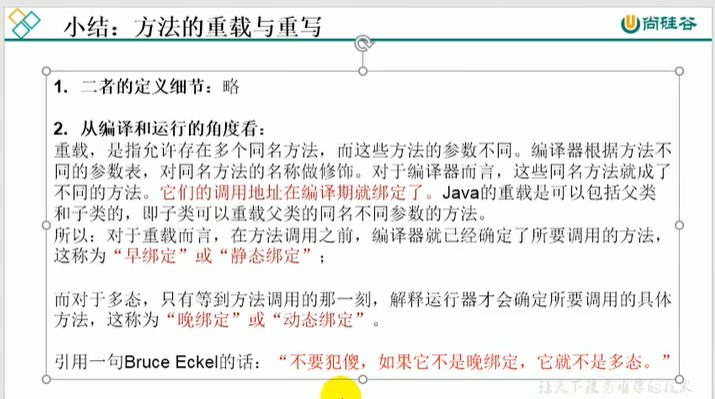 小结：方法的重载与重写
尚硅谷
1. 二者的定义细节：略
2. 从编译和运行的角度看：
重载，是指允许存在多个同名方法，而这些方法的参数不同。编译器根据方法不
同的参数表，对同名方法的名称做修饰。对于编译器而言，这些同名方法就成了
不同的方法。它们的调用地址在编译期就绑定了。Java的重载是可以包括父类
和子类的，即子类可以重载父类的同名不同参数的方法。
所以：对于重载而言，在方法调用之前，编译器就已经确定了所要调用的方法，
这称为“早绑定”或“静态绑定”；
而对于多态，只有等到方法调用的那一刻，解释运行器才会确定所要调用的具体
方法，这称为“晚绑定”或“动态绑定”。
引用一句Bruce Eckel的话：“不要犯傻，如果它不是晚绑定，它就不是多态。”
让天下没有难学的技术